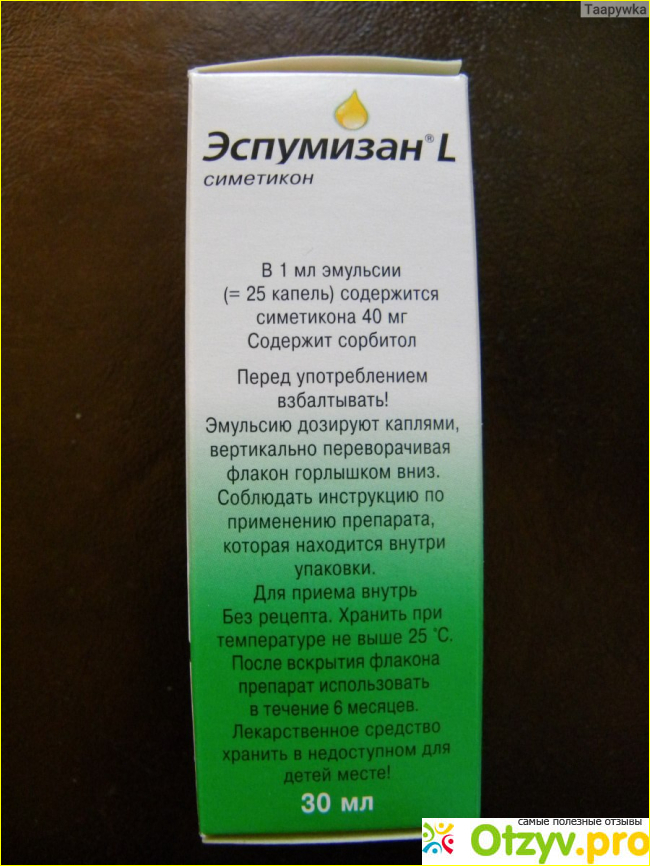 Taapywka
Эспумизан® L
симетикон
В 1 мл эмульсии
(= 25 капель) содержится
симетикона 40 мг
Содержит сорбитол
Перед употреблением
взбалтывать!
Эмульсию дозируют каплями,
вертикально переворачивая
флакон горлышком вниз.
Соблюдать инструкцию по
применению препарата,
которая находится внутри
упаковки.
Для приема внутрь
Без рецепта. Хранить при
температуре не выше 25 °С.
После вскрытия флакона
препарат использовать
в течение 6 месяцев.
Лекарственное средство
хранить в недоступном для
детей месте!
30 мл
самые полезные отзывы
Otzyv.pro